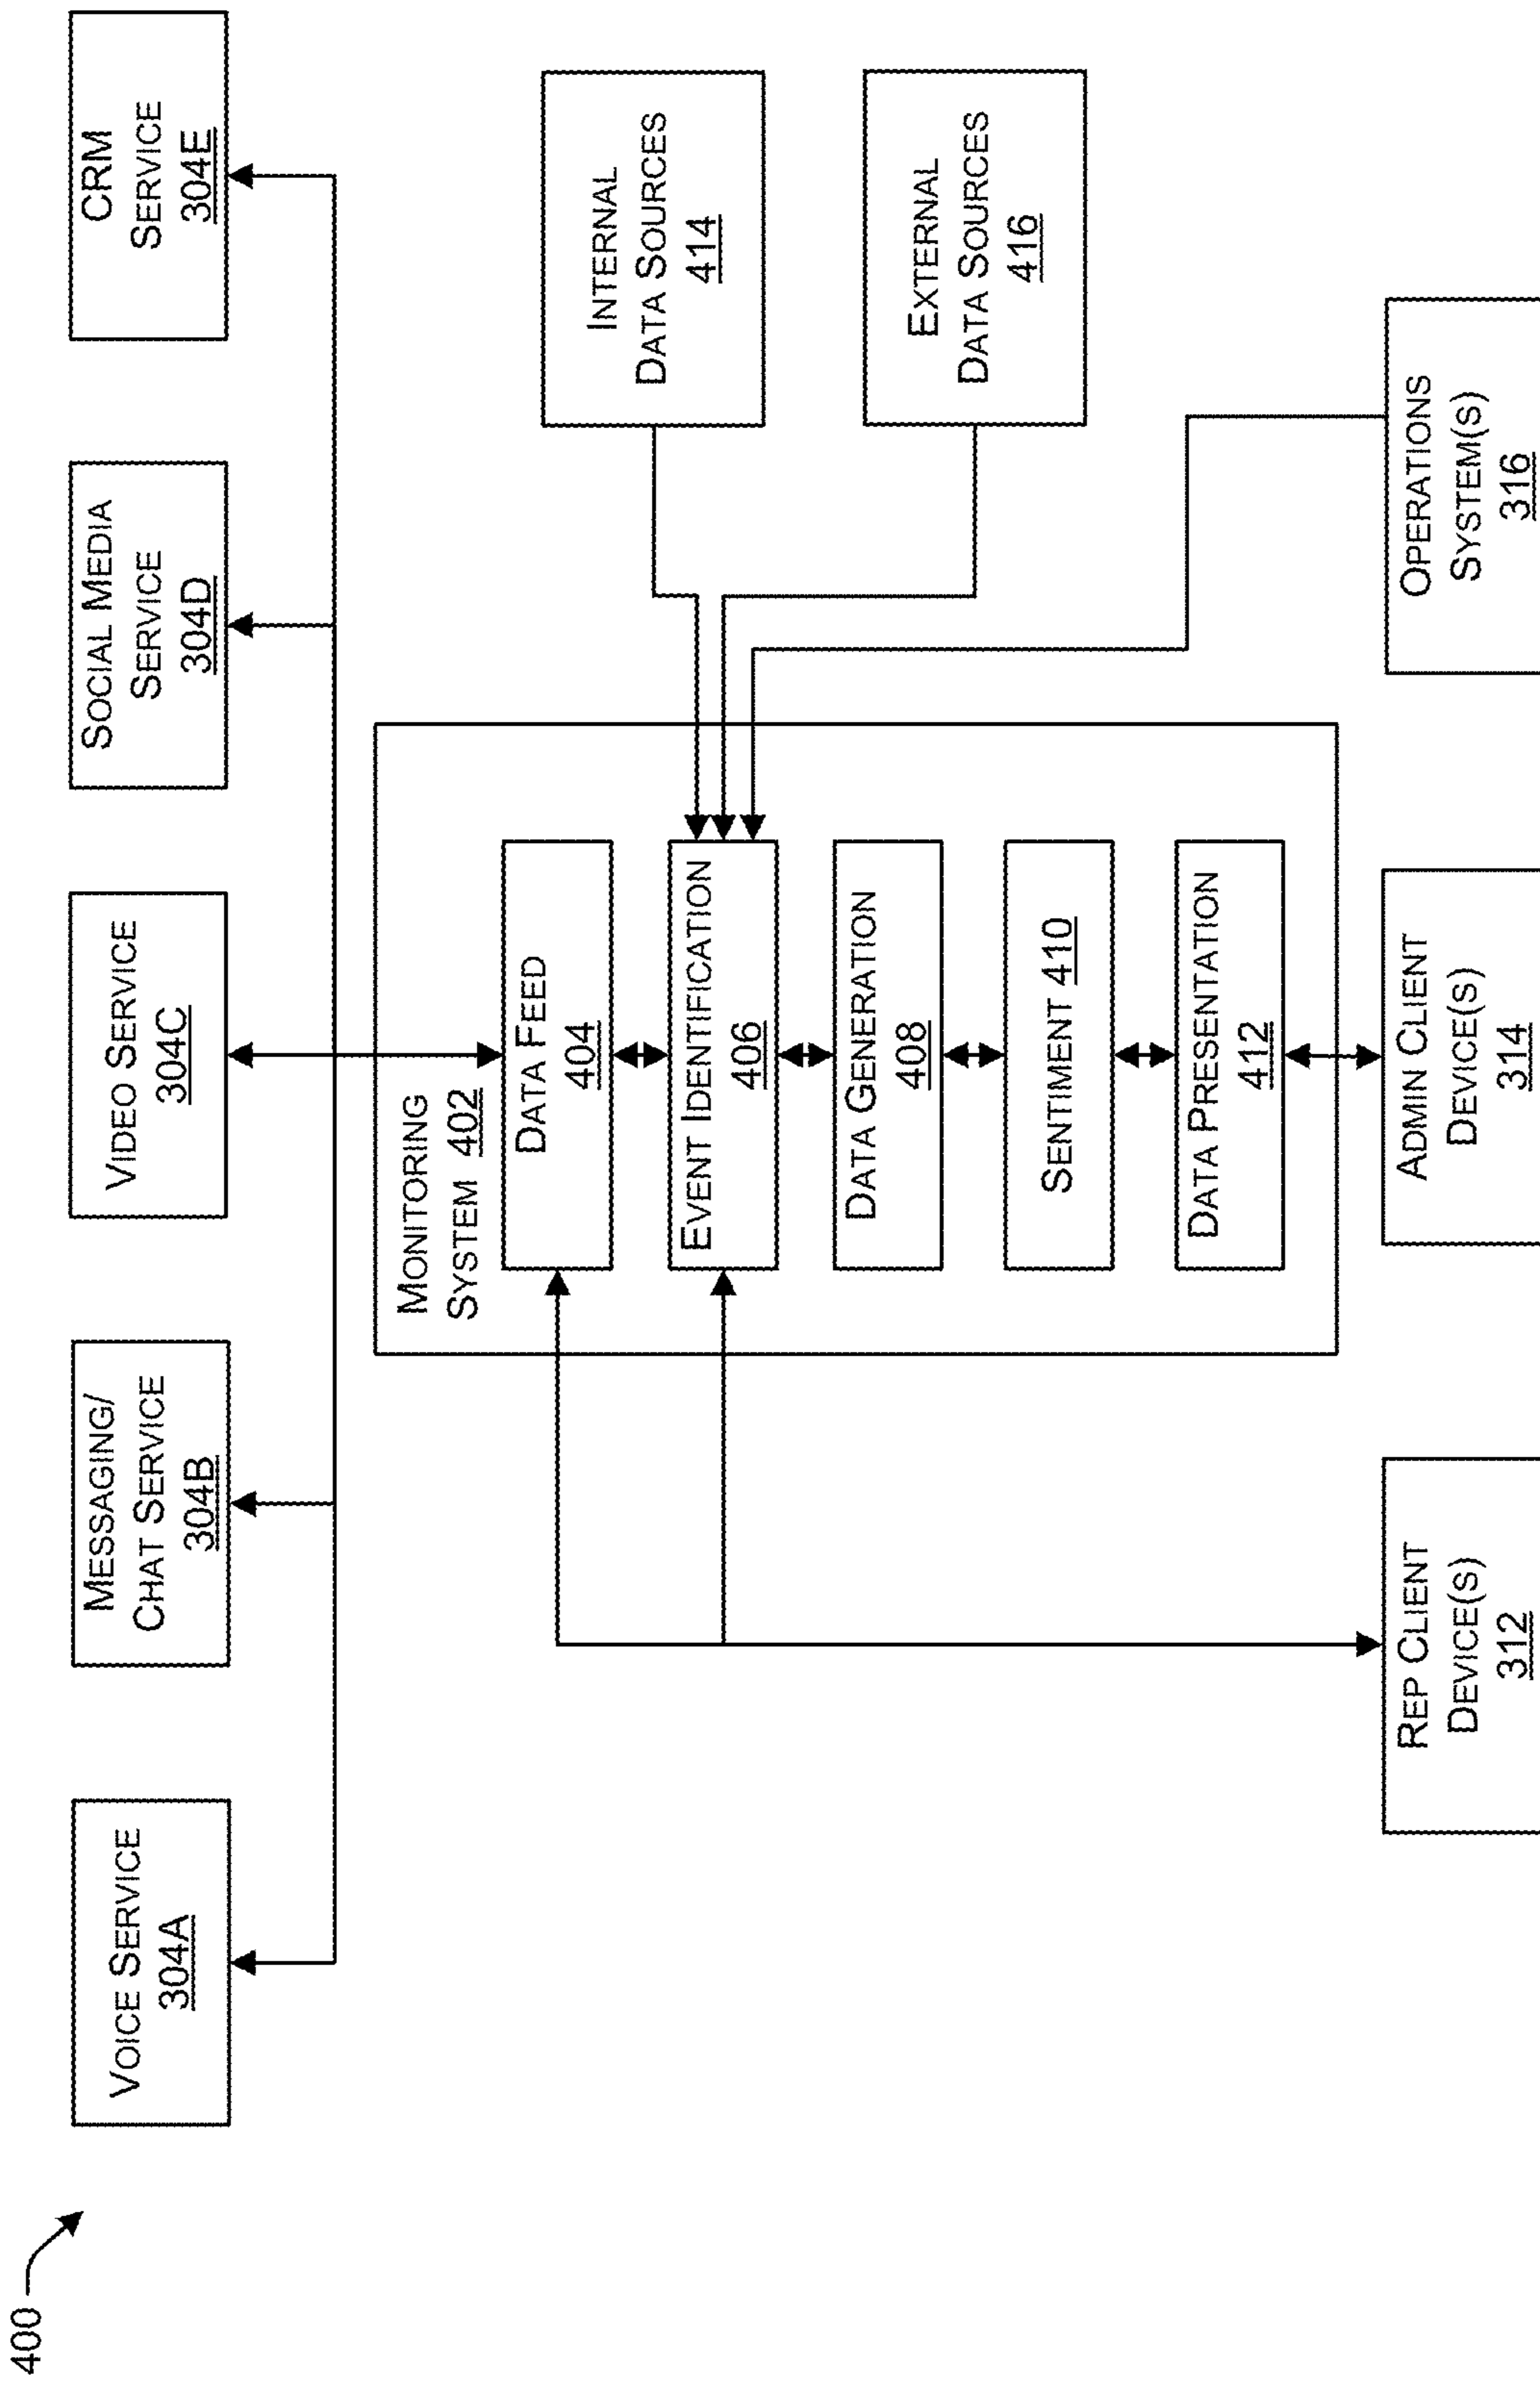 400
VOICE SERVICE
304A
MESSAGING/
CHAT SERVICE
304B
VIDEO SERVICE
304C
SOCIAL MEDIA
SERVICE
304D
CRM
SERVICE
304E
MONITORING
SYSTEM 402
DATA FEED
404
EVENT IDENTIFICATION
406
DATA GENERATION
408
SENTIMENT 410
DATA PRESENTATION
412
INTERNAL
DATA SOURCES
414
EXTERNAL
DATA SOURCES
416
REP CLIENT
DEVICE(S)
312
ADMIN CLIENT
DEVICE(S)
314
OPERATIONS
SYSTEM(S)
316